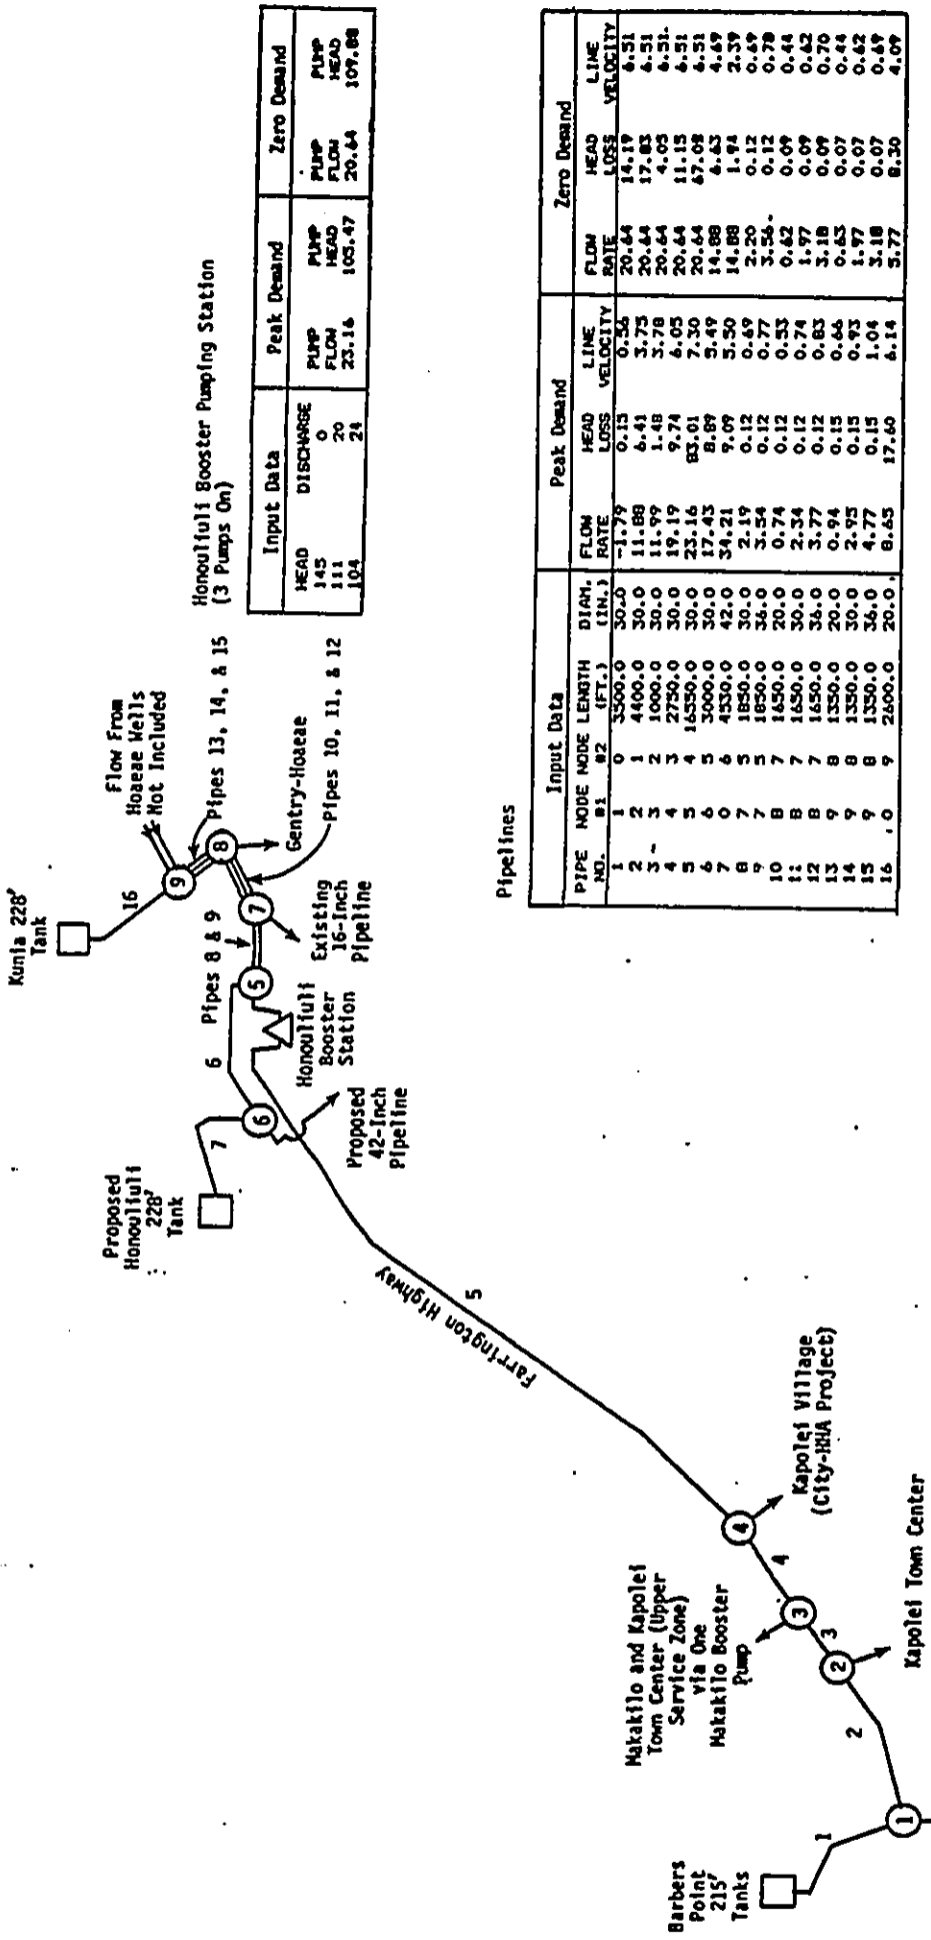 Kunia 228'
Tank
16
Flow From
Hoaeae Wells
Not Included
Pipes 13, 14, & 15
Gentry-Hoaeae
Pipes 10, 11, & 12
9
8
7
Pipes 8 & 9
Existing
16-Inch
Pipeline
5
6
Honouliuli
Booster
Station
Proposed
Honouliuli
228'
Tank
7
6
Proposed
42-Inch
Pipeline
Farrington Highway
5
Kapolei Village
(City-HHA Project)
4
4
Makakilo and Kapolei
Town Center (Upper
Service Zone)
via One
Makakilo Booster
Pump
3
3
2
Kapolei Town Center
2
Barbers
Point
215'
Tanks
1
1
Honouliuli Booster Pumping Station
(3 Pumps On)
Input Data Peak Demand Zero Demand
HEAD DISCHARGE PUMP FLOW PUMP HEAD PUMP FLOW PUMP HEAD
145 0 23.16 105.47 20.64 109.88
111 20
104 24
Pipelines
Input Data Peak Demand Zero Demand
PIPE NO. NODE #1 NODE #2 LENGTH (FT.) DIAM. (IN.) FLOW RATE HEAD LOSS LINE VELOCITY FLOW RATE HEAD LOSS LINE VELOCITY
1 1 0 3500.0 30.0 -1.79 0.15 0.56 20.64 14.19 6.51
2 2 1 4400.0 30.0 11.88 6.41 3.75 20.64 17.83 6.51
3 3 2 1000.0 30.0 11.99 1.48 3.78 20.64 4.05 6.51
4 4 3 2750.0 30.0 19.19 9.74 6.05 20.64 11.15 6.51
5 5 4 16550.0 30.0 23.16 83.01 7.30 20.64 67.08 6.51
6 6 5 3000.0 30.0 17.43 8.89 5.49 14.88 6.63 4.69
7 0 6 4530.0 42.0 34.21 9.09 5.50 14.88 1.94 2.39
8 7 5 1850.0 30.0 2.19 0.12 0.69 2.20 0.12 0.69
9 7 5 1850.0 36.0 3.54 0.12 0.77 3.56 0.12 0.78
10 8 7 1650.0 20.0 0.74 0.12 0.53 0.62 0.09 0.44
11 8 7 1650.0 30.0 2.34 0.12 0.74 1.97 0.09 0.62
12 8 7 1650.0 36.0 3.77 0.12 0.83 3.18 0.09 0.70
13 9 8 1350.0 20.0 0.94 0.15 0.66 0.63 0.07 0.44
14 9 8 1350.0 30.0 2.95 0.15 0.93 1.97 0.07 0.62
15 9 8 1350.0 36.0 4.77 0.15 1.04 3.18 0.07 0.69
16 0 9 2600.0 20.0 8.65 17.60 6.14 5.77 8.30 4.09